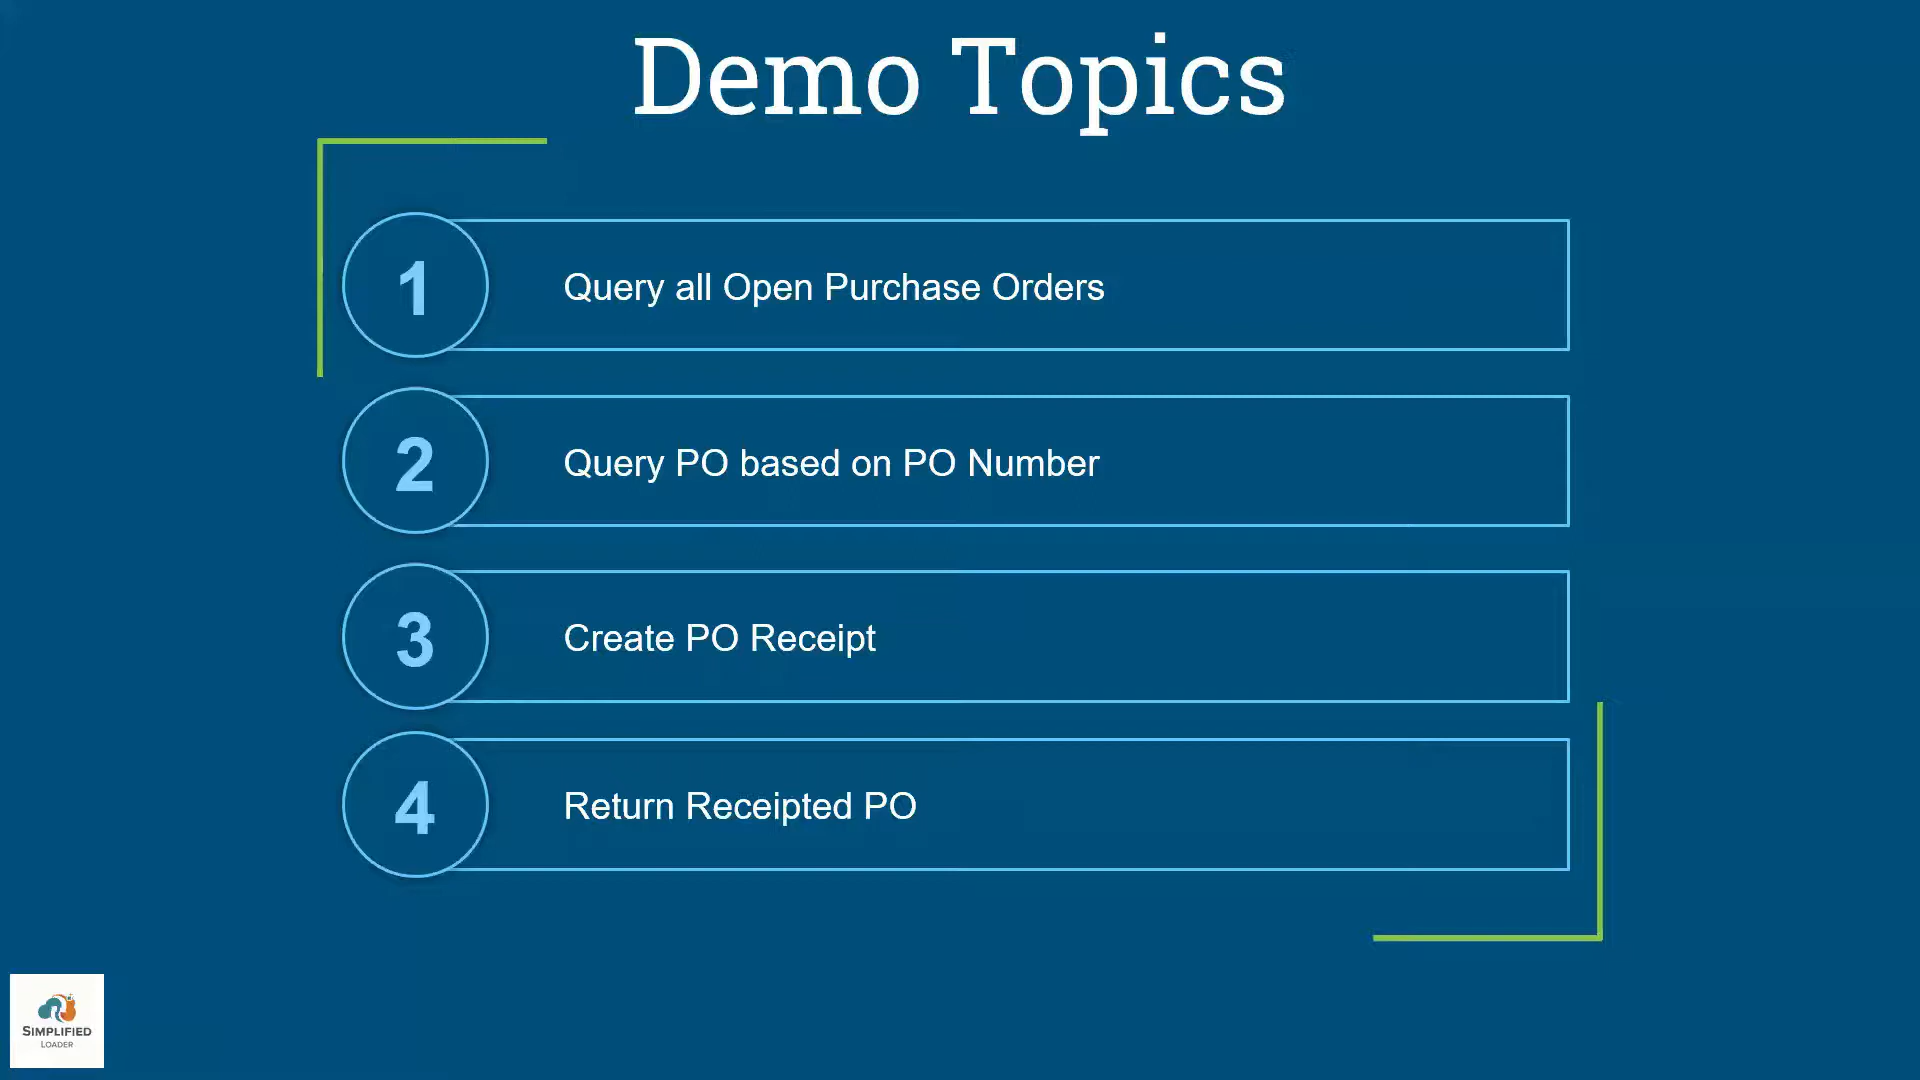 Demo Topics
1
Query all Open Purchase Orders
2
Query PO based on PO Number
3
Create PO Receipt
4
Return Receipted PO
SIMPLIFIED
LOADER